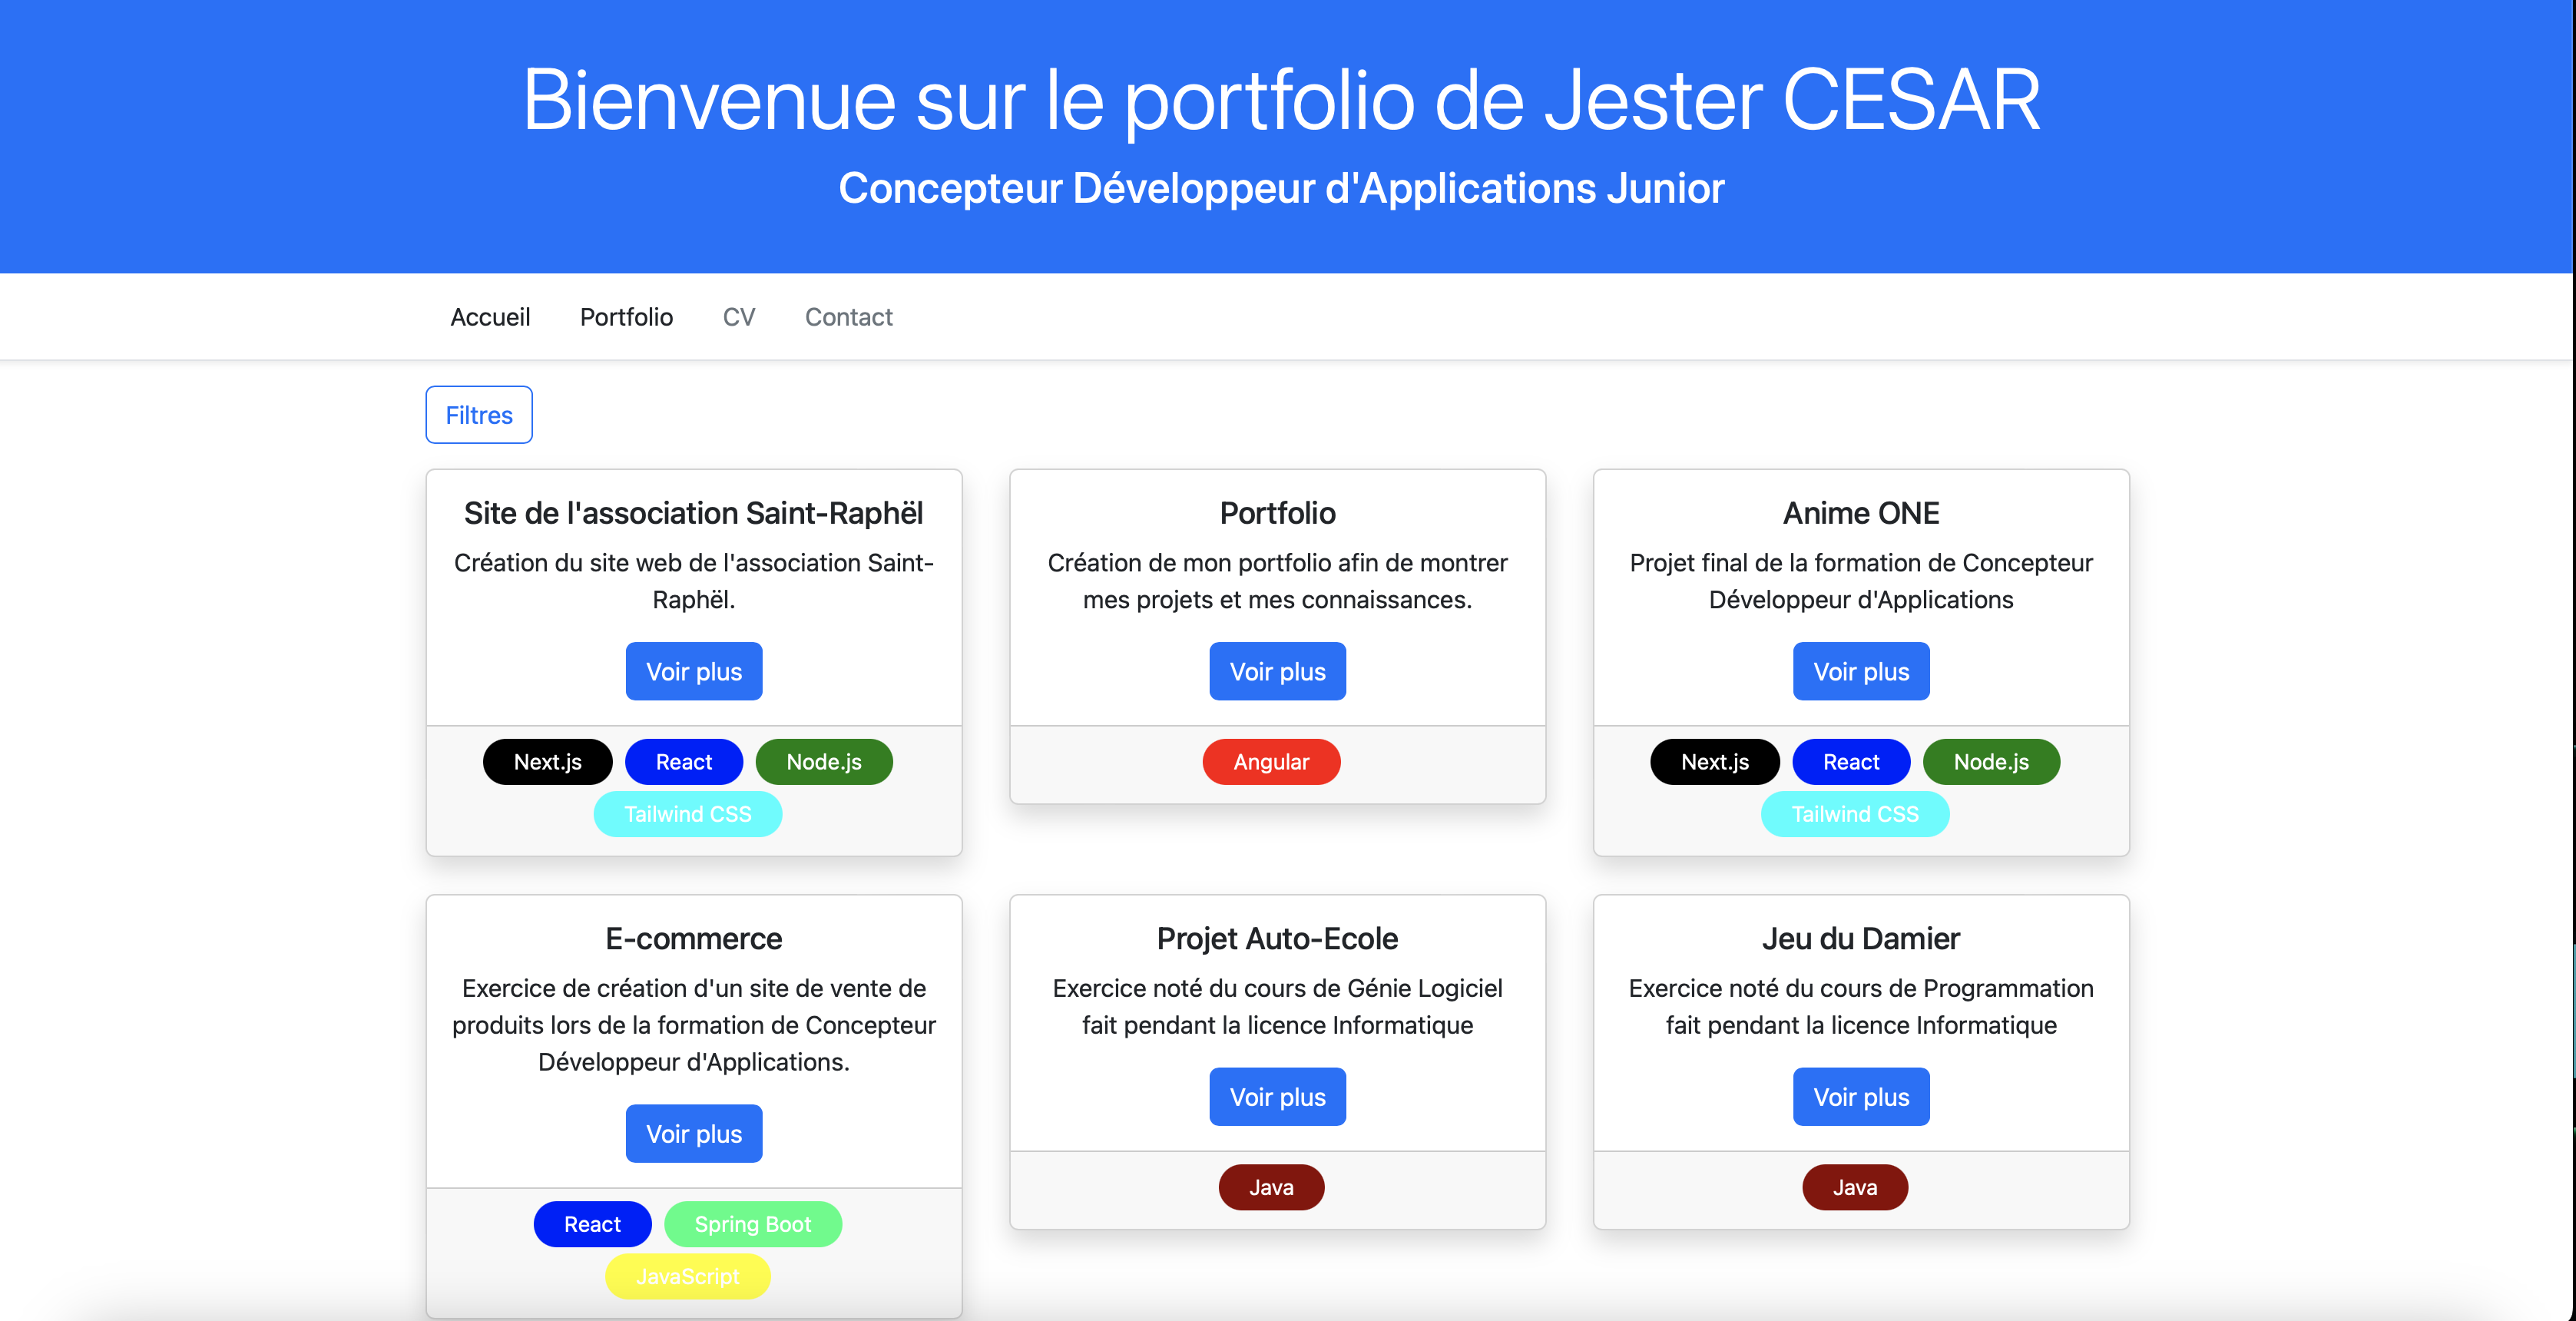 Bienvenue sur le portfolio de Jester CESAR
Concepteur Développeur d'Applications Junior
Accueil Portfolio CV Contact
Filtres
Site de l'association Saint-Raphël
Création du site web de l'association Saint-
Raphël.
Voir plus
Next.js React Node.js
Tailwind CSS
Portfolio
Création de mon portfolio afin de montrer
mes projets et mes connaissances.
Voir plus
Angular
Anime ONE
Projet final de la formation de Concepteur
Développeur d'Applications
Voir plus
Next.js React Node.js
Tailwind CSS
E-commerce
Exercice de création d'un site de vente de
produits lors de la formation de Concepteur
Développeur d'Applications.
Voir plus
React Spring Boot
JavaScript
Projet Auto-Ecole
Exercice noté du cours de Génie Logiciel
fait pendant la licence Informatique
Voir plus
Java
Jeu du Damier
Exercice noté du cours de Programmation
fait pendant la licence Informatique
Voir plus
Java